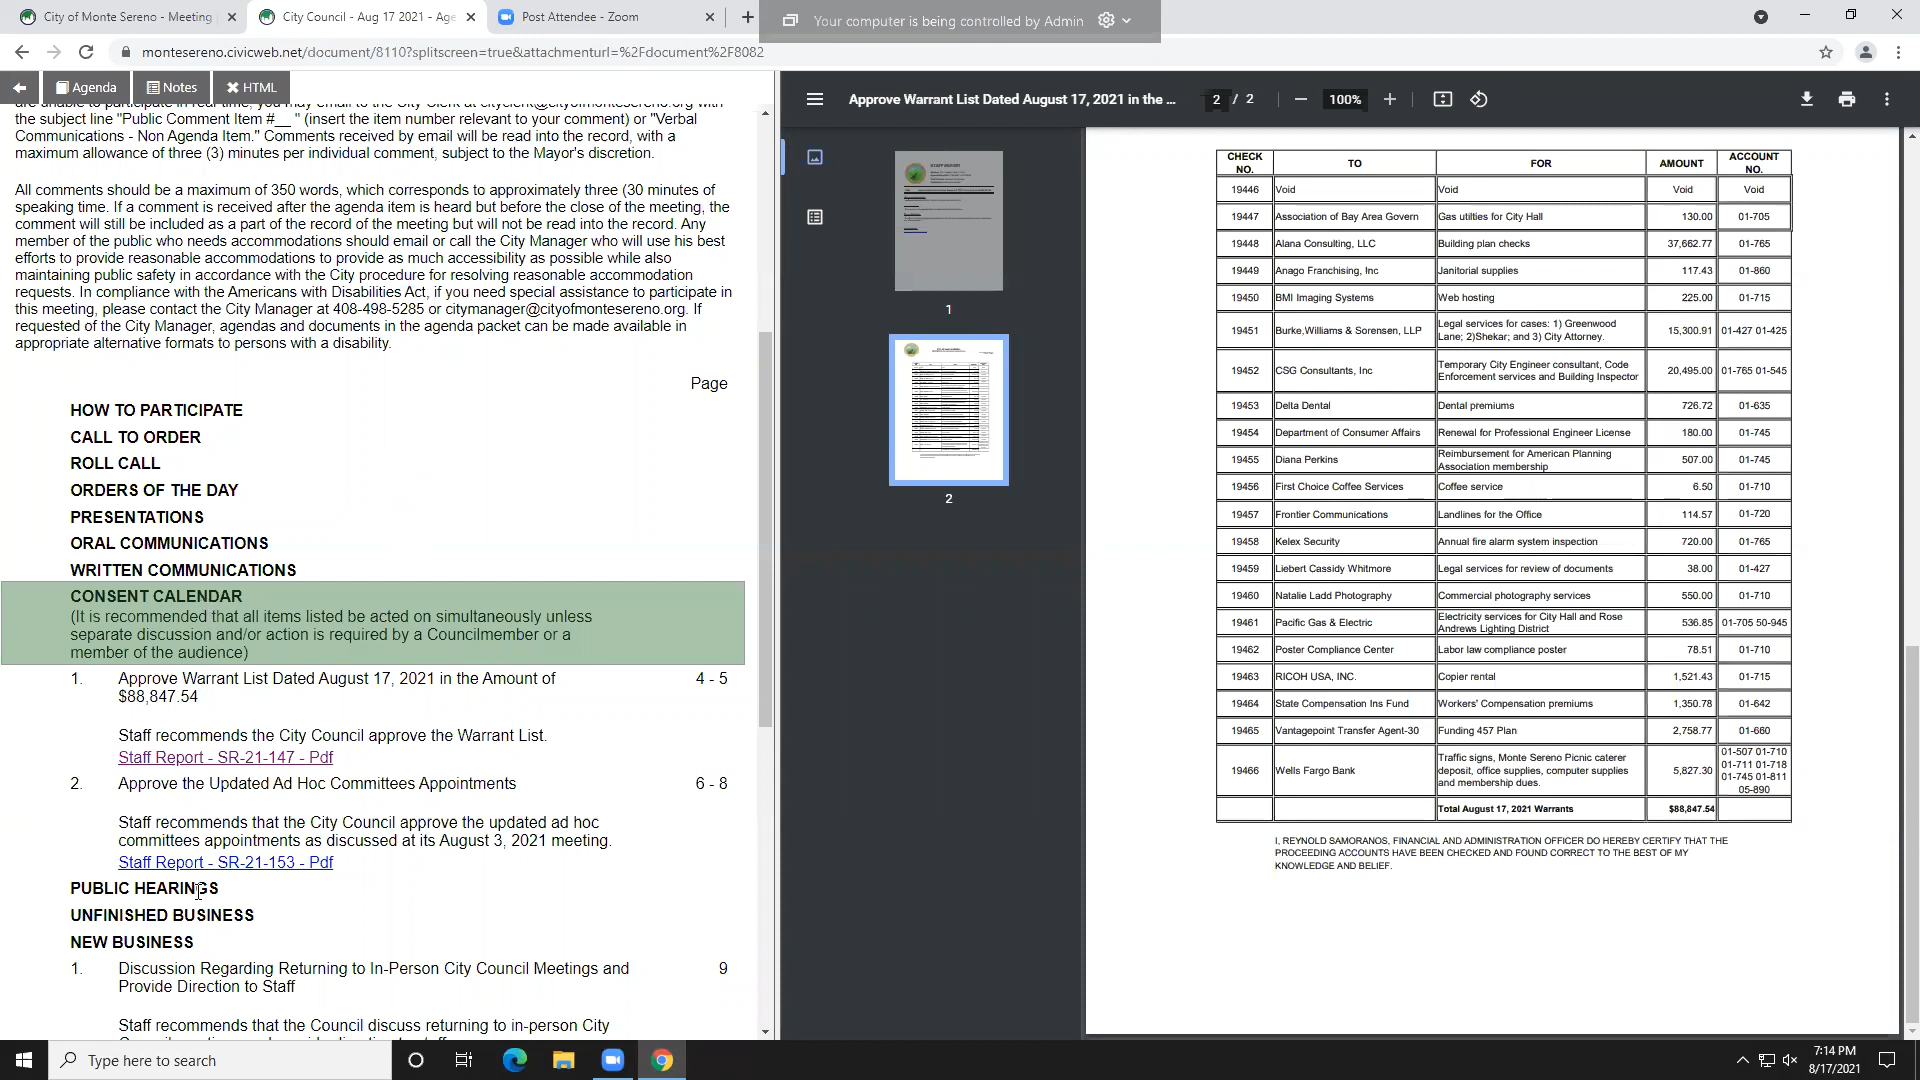 City of Monte Sereno - Meeting
City Council - Aug 17 2021 - Age
Post Attendee - Zoom
Your computer is being controlled by Admin
montesereno.civicweb.net/document/8110?splitscreen=true&attachmenturl=%2Fdocument%2F8082
Agenda
Notes
HTML
are unable to participate in real time, you may email to the City Clerk at cityclerk@cityofmontesereno.org with
the subject line "Public Comment Item #__ " (insert the item number relevant to your comment) or "Verbal
Communications - Non Agenda Item." Comments received by email will be read into the record, with a
maximum allowance of three (3) minutes per individual comment, subject to the Mayor's discretion.
All comments should be a maximum of 350 words, which corresponds to approximately three (30 minutes of
speaking time. If a comment is received after the agenda item is heard but before the close of the meeting, the
comment will still be included as a part of the record of the meeting but will not be read into the record. Any
member of the public who needs accommodations should email or call the City Manager who will use his best
efforts to provide reasonable accommodations to provide as much accessibility as possible while also
maintaining public safety in accordance with the City procedure for resolving reasonable accommodation
requests. In compliance with the Americans with Disabilities Act, if you need special assistance to participate in
this meeting, please contact the City Manager at 408-498-5285 or citymanager@cityofmontesereno.org. If
requested of the City Manager, agendas and documents in the agenda packet can be made available in
appropriate alternative formats to persons with a disability.
Page
HOW TO PARTICIPATE
CALL TO ORDER
ROLL CALL
ORDERS OF THE DAY
PRESENTATIONS
ORAL COMMUNICATIONS
WRITTEN COMMUNICATIONS
CONSENT CALENDAR
(It is recommended that all items listed be acted on simultaneously unless
separate discussion and/or action is required by a Councilmember or a
member of the audience)
1. Approve Warrant List Dated August 17, 2021 in the Amount of 4 - 5
$88,847.54
Staff recommends the City Council approve the Warrant List.
Staff Report - SR-21-147 - Pdf
2. Approve the Updated Ad Hoc Committees Appointments 6 - 8
Staff recommends that the City Council approve the updated ad hoc
committees appointments as discussed at its August 3, 2021 meeting.
Staff Report - SR-21-153 - Pdf
PUBLIC HEARINGS
UNFINISHED BUSINESS
NEW BUSINESS
1. Discussion Regarding Returning to In-Person City Council Meetings and 9
Provide Direction to Staff
Staff recommends that the Council discuss returning to in-person City
Approve Warrant List Dated August 17, 2021 in the ...
2 / 2
100%
1
2
CHECK NO. TO FOR AMOUNT ACCOUNT NO.
19446 Void Void Void Void
19447 Association of Bay Area Govern Gas utilties for City Hall 130.00 01-705
19448 Alana Consulting, LLC Building plan checks 37,662.77 01-765
19449 Anago Franchising, Inc Janitorial supplies 117.43 01-860
19450 BMI Imaging Systems Web hosting 225.00 01-715
19451 Burke,Williams & Sorensen, LLP Legal services for cases: 1) Greenwood Lane; 2)Shekar; and 3) City Attorney. 15,300.91 01-427 01-425
19452 CSG Consultants, Inc Temporary City Engineer consultant, Code Enforcement services and Building Inspector 20,495.00 01-765 01-545
19453 Delta Dental Dental premiums 726.72 01-635
19454 Department of Consumer Affairs Renewal for Professional Engineer License 180.00 01-745
19455 Diana Perkins Reimbursement for American Planning Association membership 507.00 01-745
19456 First Choice Coffee Services Coffee service 6.50 01-710
19457 Frontier Communications Landlines for the Office 114.57 01-720
19458 Kelex Security Annual fire alarm system inspection 720.00 01-765
19459 Liebert Cassidy Whitmore Legal services for review of documents 38.00 01-427
19460 Natalie Ladd Photography Commercial photography services 550.00 01-710
19461 Pacific Gas & Electric Electricity services for City Hall and Rose Andrews Lighting District 536.85 01-705 50-945
19462 Poster Compliance Center Labor law compliance poster 78.51 01-710
19463 RICOH USA, INC. Copier rental 1,521.43 01-715
19464 State Compensation Ins Fund Workers' Compensation premiums 1,350.78 01-642
19465 Vantagepoint Transfer Agent-30 Funding 457 Plan 2,758.77 01-660
19466 Wells Fargo Bank Traffic signs, Monte Sereno Picnic caterer deposit, office supplies, computer supplies and membership dues. 5,827.30 01-507 01-710 01-711 01-718 01-745 01-811 05-890
Total August 17, 2021 Warrants $88,847.54
I, REYNOLD SAMORANOS, FINANCIAL AND ADMINISTRATION OFFICER DO HEREBY CERTIFY THAT THE
PROCEEDING ACCOUNTS HAVE BEEN CHECKED AND FOUND CORRECT TO THE BEST OF MY
KNOWLEDGE AND BELIEF.
Type here to search
7:14 PM
8/17/2021